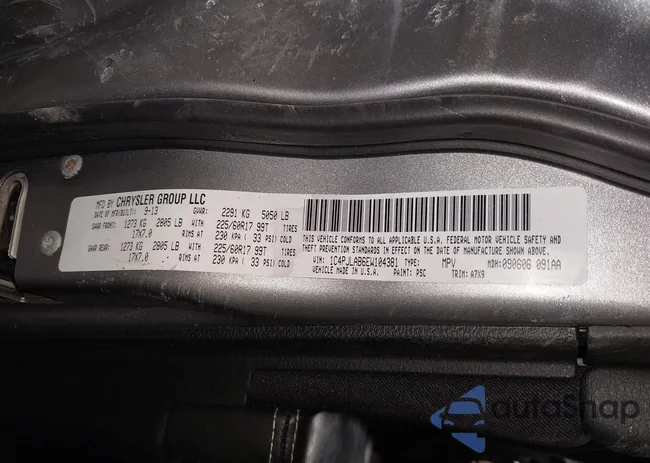 MFD BY CHRYSLER GROUP LLC
DATE OF MFR(BUILT): 9-13 GVWR: 2291 KG 5050 LB
GAWR FRONT: 1273 KG 2805 LB WITH 225/60R17 99T TIRES
17X7.0 RIMS AT 230 KPA ( 33 PSI) COLD
GAWR REAR: 1273 KG 2805 LB WITH 225/60R17 99T TIRES
17X7.0 RIMS AT 230 KPA ( 33 PSI) COLD
THIS VEHICLE CONFORMS TO ALL APPLICABLE U.S.A. FEDERAL MOTOR VEHICLE SAFETY AND
THEFT PREVENTION STANDARDS IN EFFECT ON THE DATE OF MANUFACTURE SHOWN ABOVE.
VIN: 1C4PJLAB6EW104381 TYPE: MPV MDH: 090606 091AA
VEHICLE MADE IN U.S.A. PAINT: PSC TRIM: A7X9
autoSnap